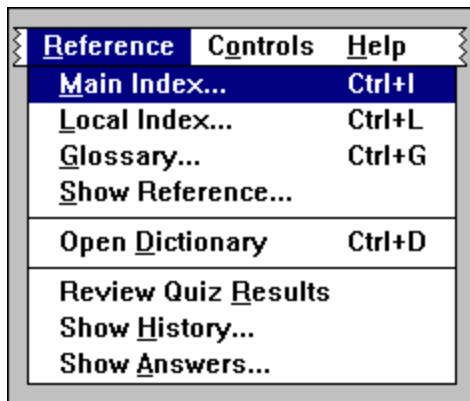 Reference Controls Help
Main Index... Ctrl+I
Local Index... Ctrl+L
Glossary... Ctrl+G
Show Reference...
Open Dictionary Ctrl+D
Review Quiz Results
Show History...
Show Answers...